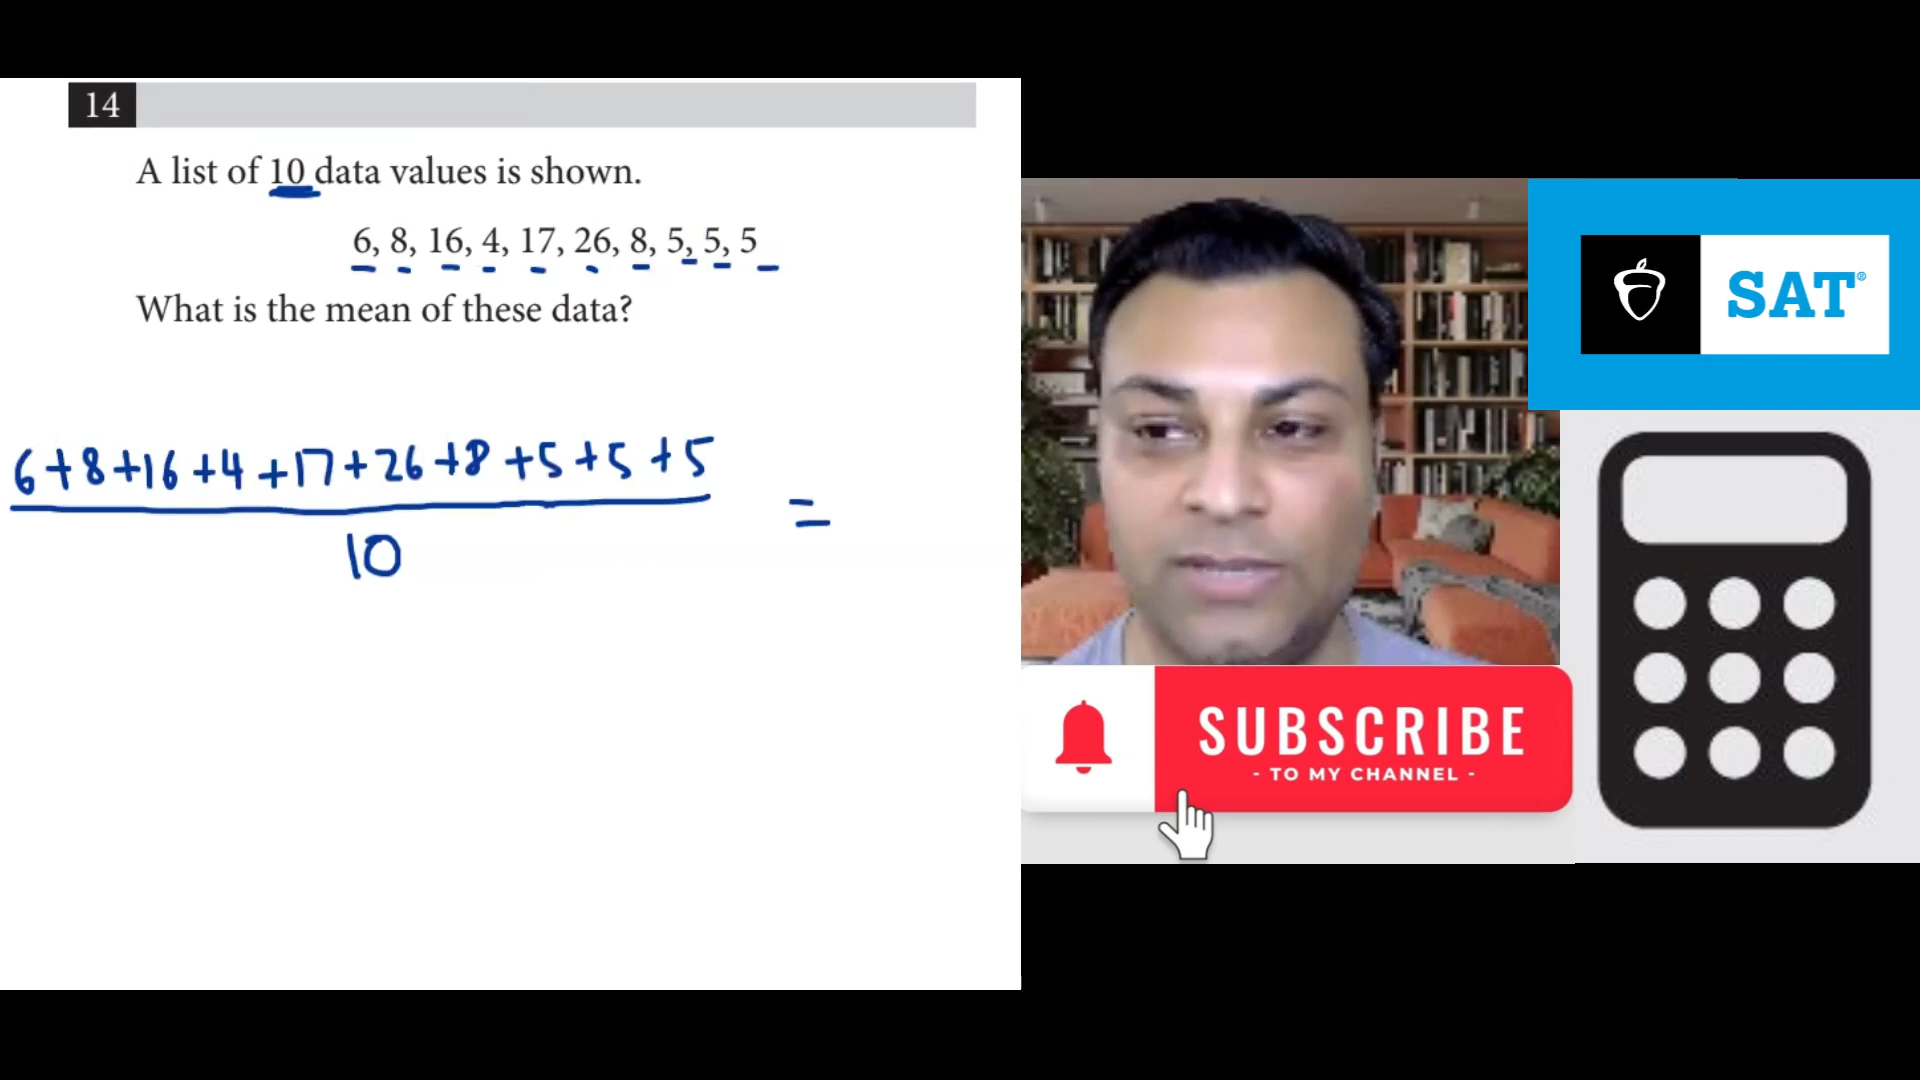 14
A list of 10 data values is shown.
6, 8, 16, 4, 17, 26, 8, 5, 5, 5
What is the mean of these data?
6+8+16+4+17+26+8+5+5+5
=
10
SAT®
SUBSCRIBE
- TO MY CHANNEL -